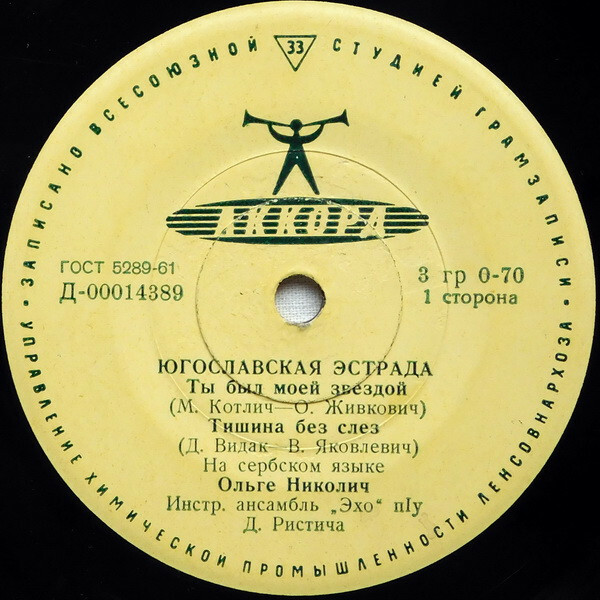 ЗАПИСАНО ВСЕСОЮЗНОЙ 33 СТУДИЕЙ ГРАМЗАПИСИ
АККОРД
ГОСТ 5289-61
Д-00014389
3 гр 0-70
1 сторона
ЮГОСЛАВСКАЯ ЭСТРАДА
Ты был моей звездой
(М. Котлич—О. Живкович)
Тишина без слез
(Д. Видак— В. Яковлевич)
На сербском языке
Ольге Николич
Инстр. ансамбль „Эхо“ пIу
Д. Ристича
УПРАВЛЕНИЕ ХИМИЧЕСКОЙ ПРОМЫШЛЕННОСТИ ЛЕНСОВНАРХОЗА